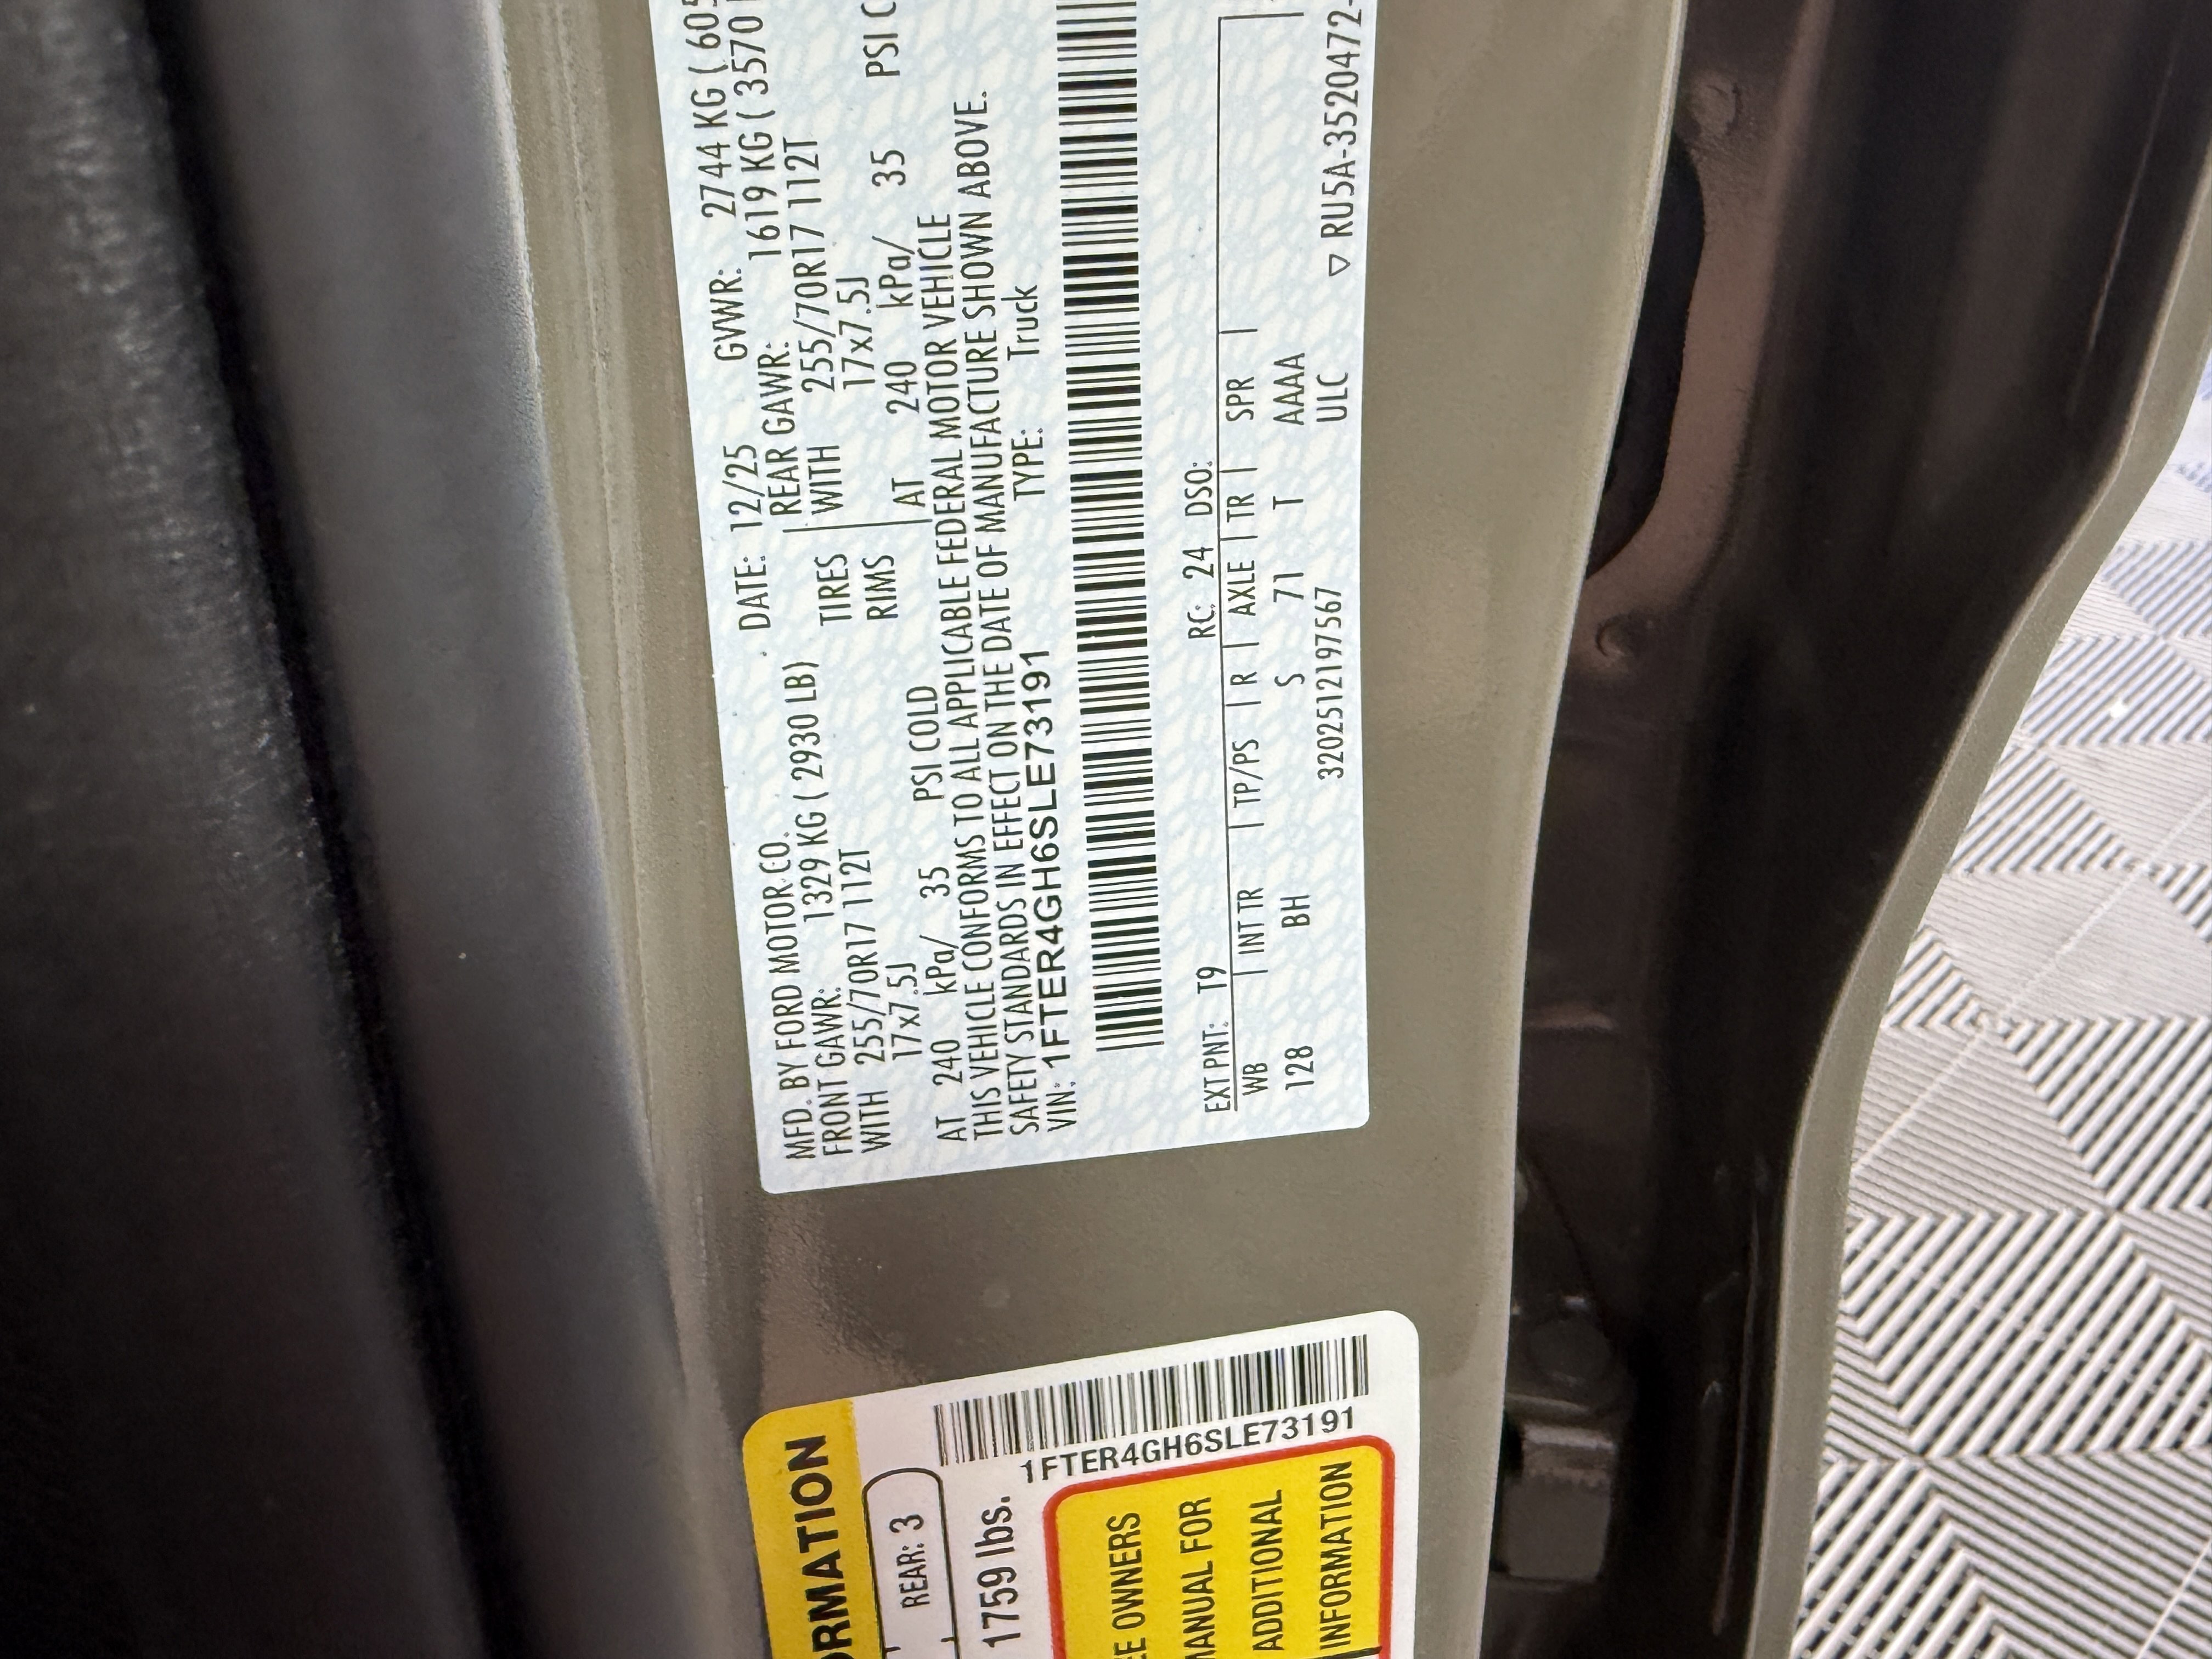 MFD. BY FORD MOTOR CO. DATE: 12/25 GVWR: 2744 KG ( 605
FRONT GAWR: 1329 KG ( 2930 LB) REAR GAWR: 1619 KG ( 3570
WITH 255/70R17 112T TIRES WITH 255/70R17 112T
17x7.5J RIMS 17x7.5J
AT 240 kPa/ 35 PSI COLD AT 240 kPa/ 35 PSI C
THIS VEHICLE CONFORMS TO ALL APPLICABLE FEDERAL MOTOR VEHICLE
SAFETY STANDARDS IN EFFECT ON THE DATE OF MANUFACTURE SHOWN ABOVE.
VIN: 1FTER4GH6SLE73191 TYPE: Truck
EXT PNT: T9 RC: 24 DSO:
WB | INT TR | TP/PS | R | AXLE | TR | SPR |
128 BH S 71 T AAAA
3202512197567 ULC ▽ RU5A-3520472-
ORMATION
REAR: 3
1759 lbs.
1FTER4GH6SLE73191
EE OWNERS
MANUAL FOR
ADDITIONAL
INFORMATION